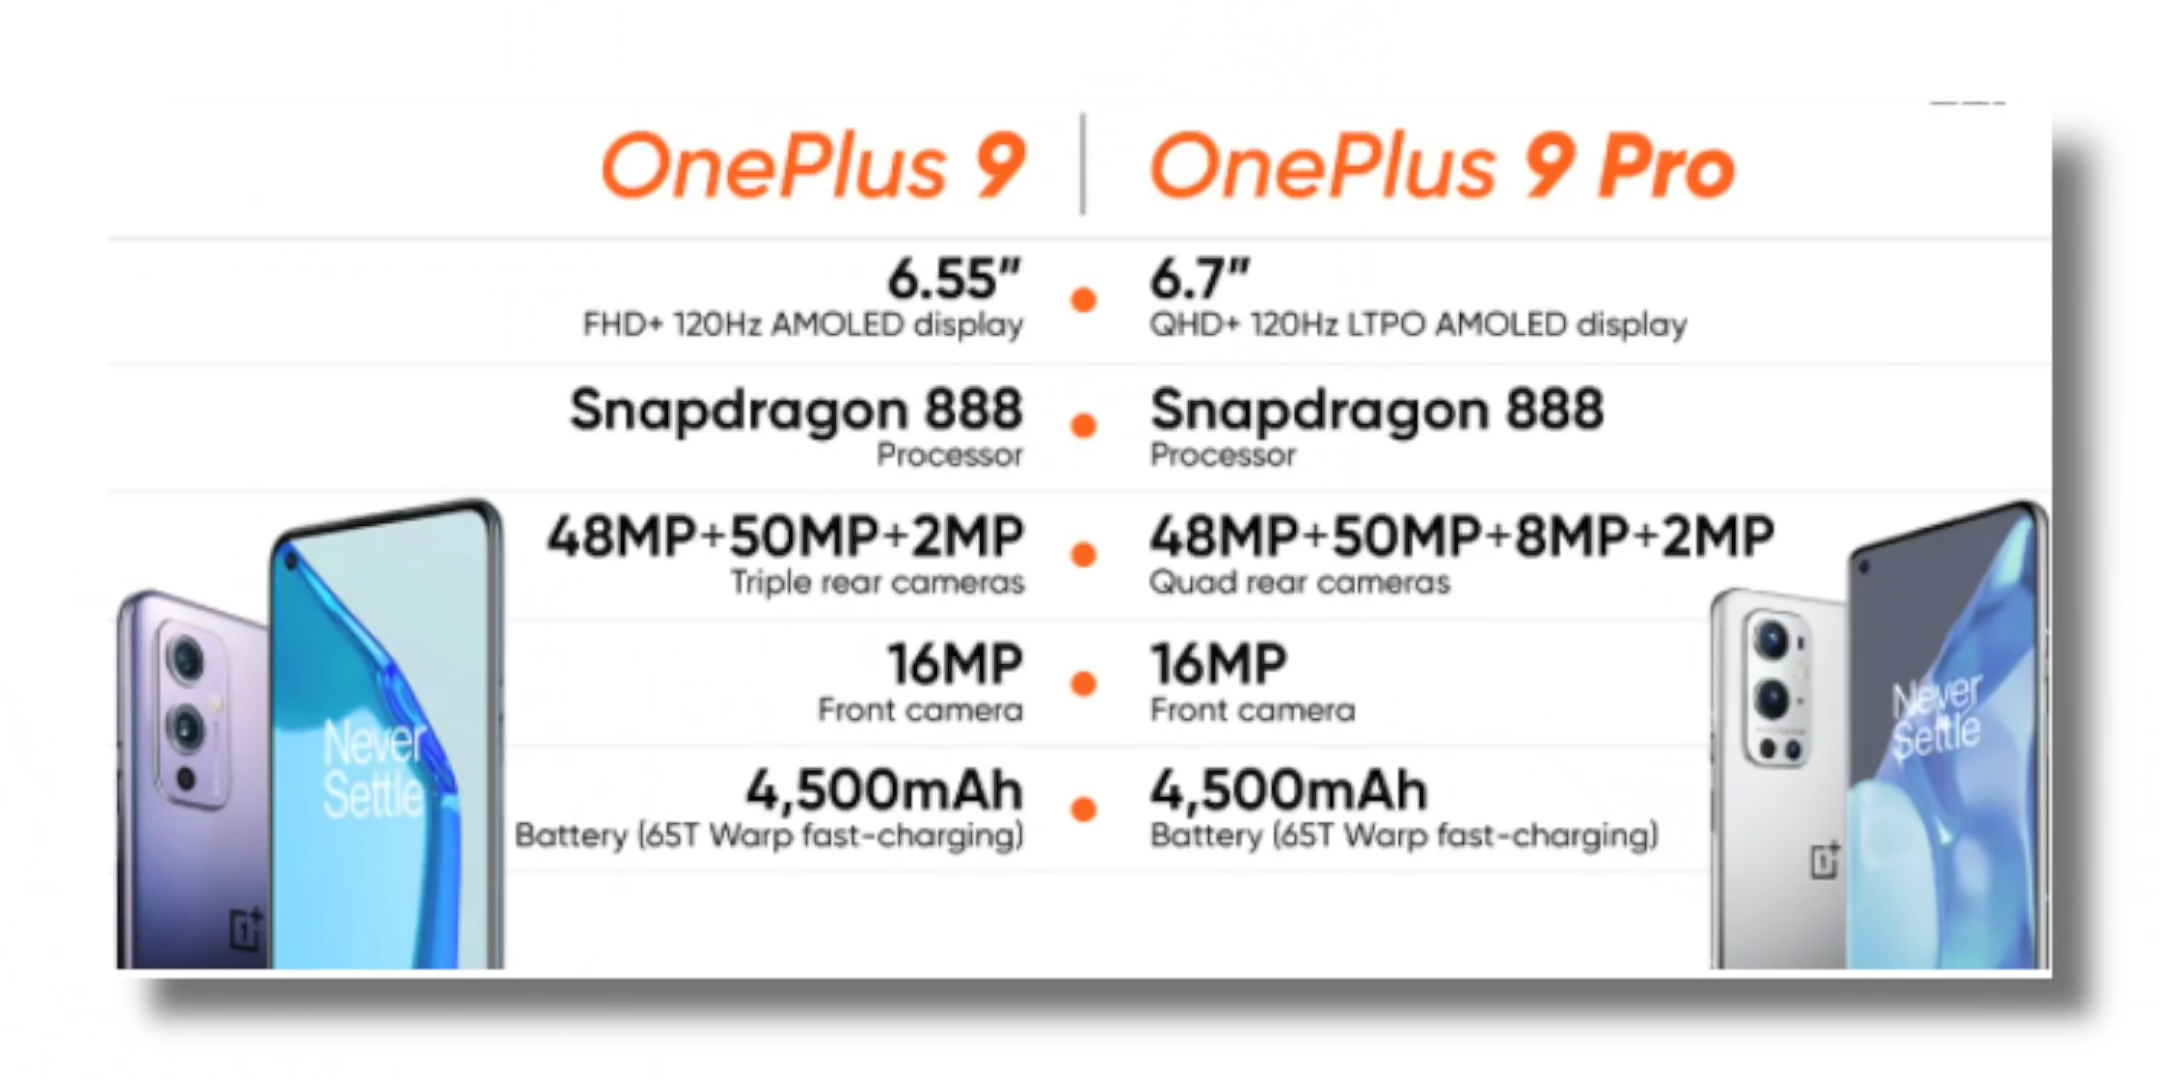 OnePlus 9 | OnePlus 9 Pro
6.55” 6.7”
FHD+ 120Hz AMOLED display QHD+ 120Hz LTPO AMOLED display
Snapdragon 888 Snapdragon 888
Processor Processor
48MP+50MP+2MP 48MP+50MP+8MP+2MP
Triple rear cameras Quad rear cameras
16MP 16MP
Front camera Front camera
4,500mAh 4,500mAh
Battery (65T Warp fast-charging) Battery (65T Warp fast-charging)
Never
Settle
Never
Settle